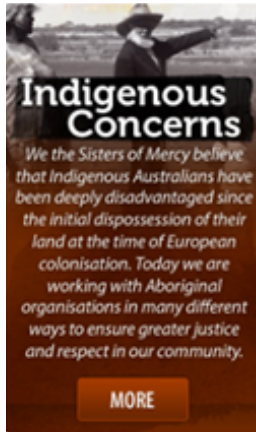 Indigenous
Concerns
We the Sisters of Mercy believe
that Indigenous Australians have
been deeply disadvantaged since
the initial dispossession of their
land at the time of European
colonisation. Today we are
working with Aboriginal
organisations in many different
ways to ensure greater justice
and respect in our community.
MORE